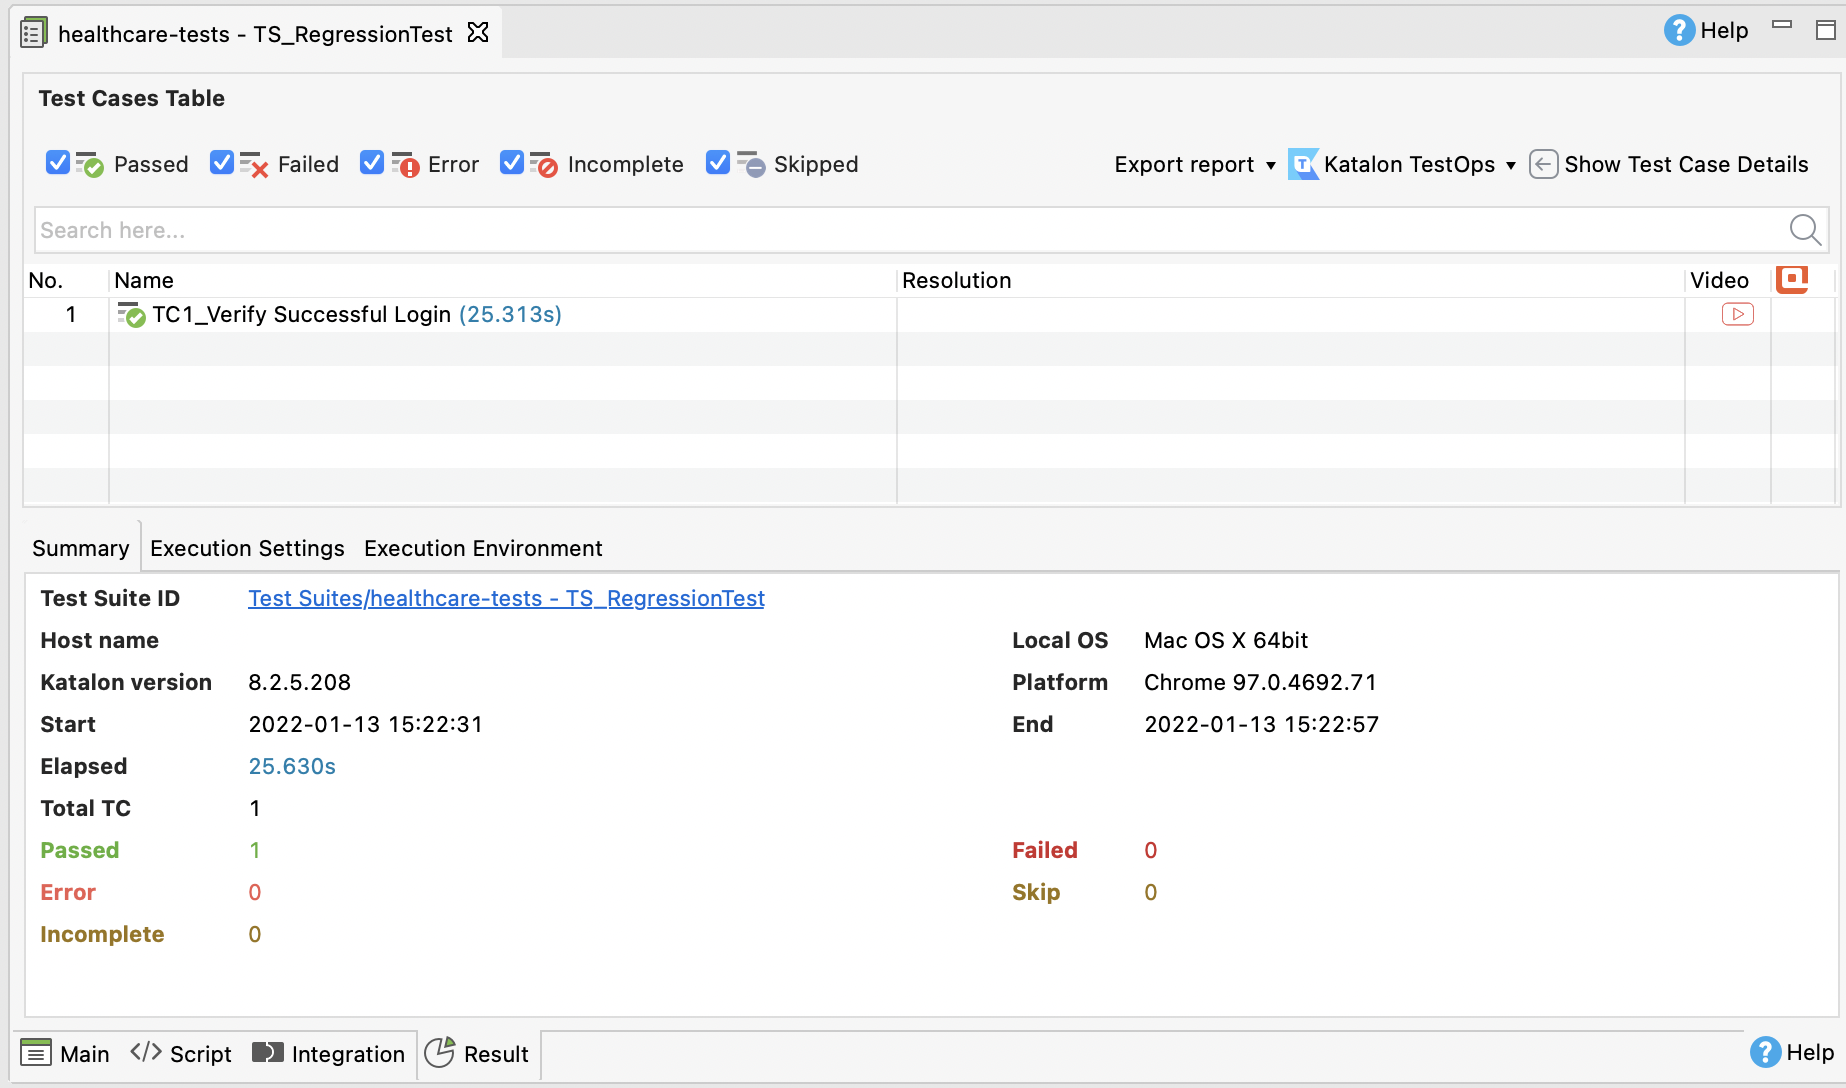 healthcare-tests - TS_RegressionTest
Help
Test Cases Table
Passed Failed Error Incomplete Skipped
Export report Katalon TestOps Show Test Case Details
Search here...
No. Name Resolution Video
1 TC1_Verify Successful Login (25.313s)
Summary Execution Settings Execution Environment
Test Suite ID Test Suites/healthcare-tests - TS_RegressionTest
Host name Local OS Mac OS X 64bit
Katalon version 8.2.5.208 Platform Chrome 97.0.4692.71
Start 2022-01-13 15:22:31 End 2022-01-13 15:22:57
Elapsed 25.630s
Total TC 1
Passed 1 Failed 0
Error 0 Skip 0
Incomplete 0
Main Script Integration Result Help